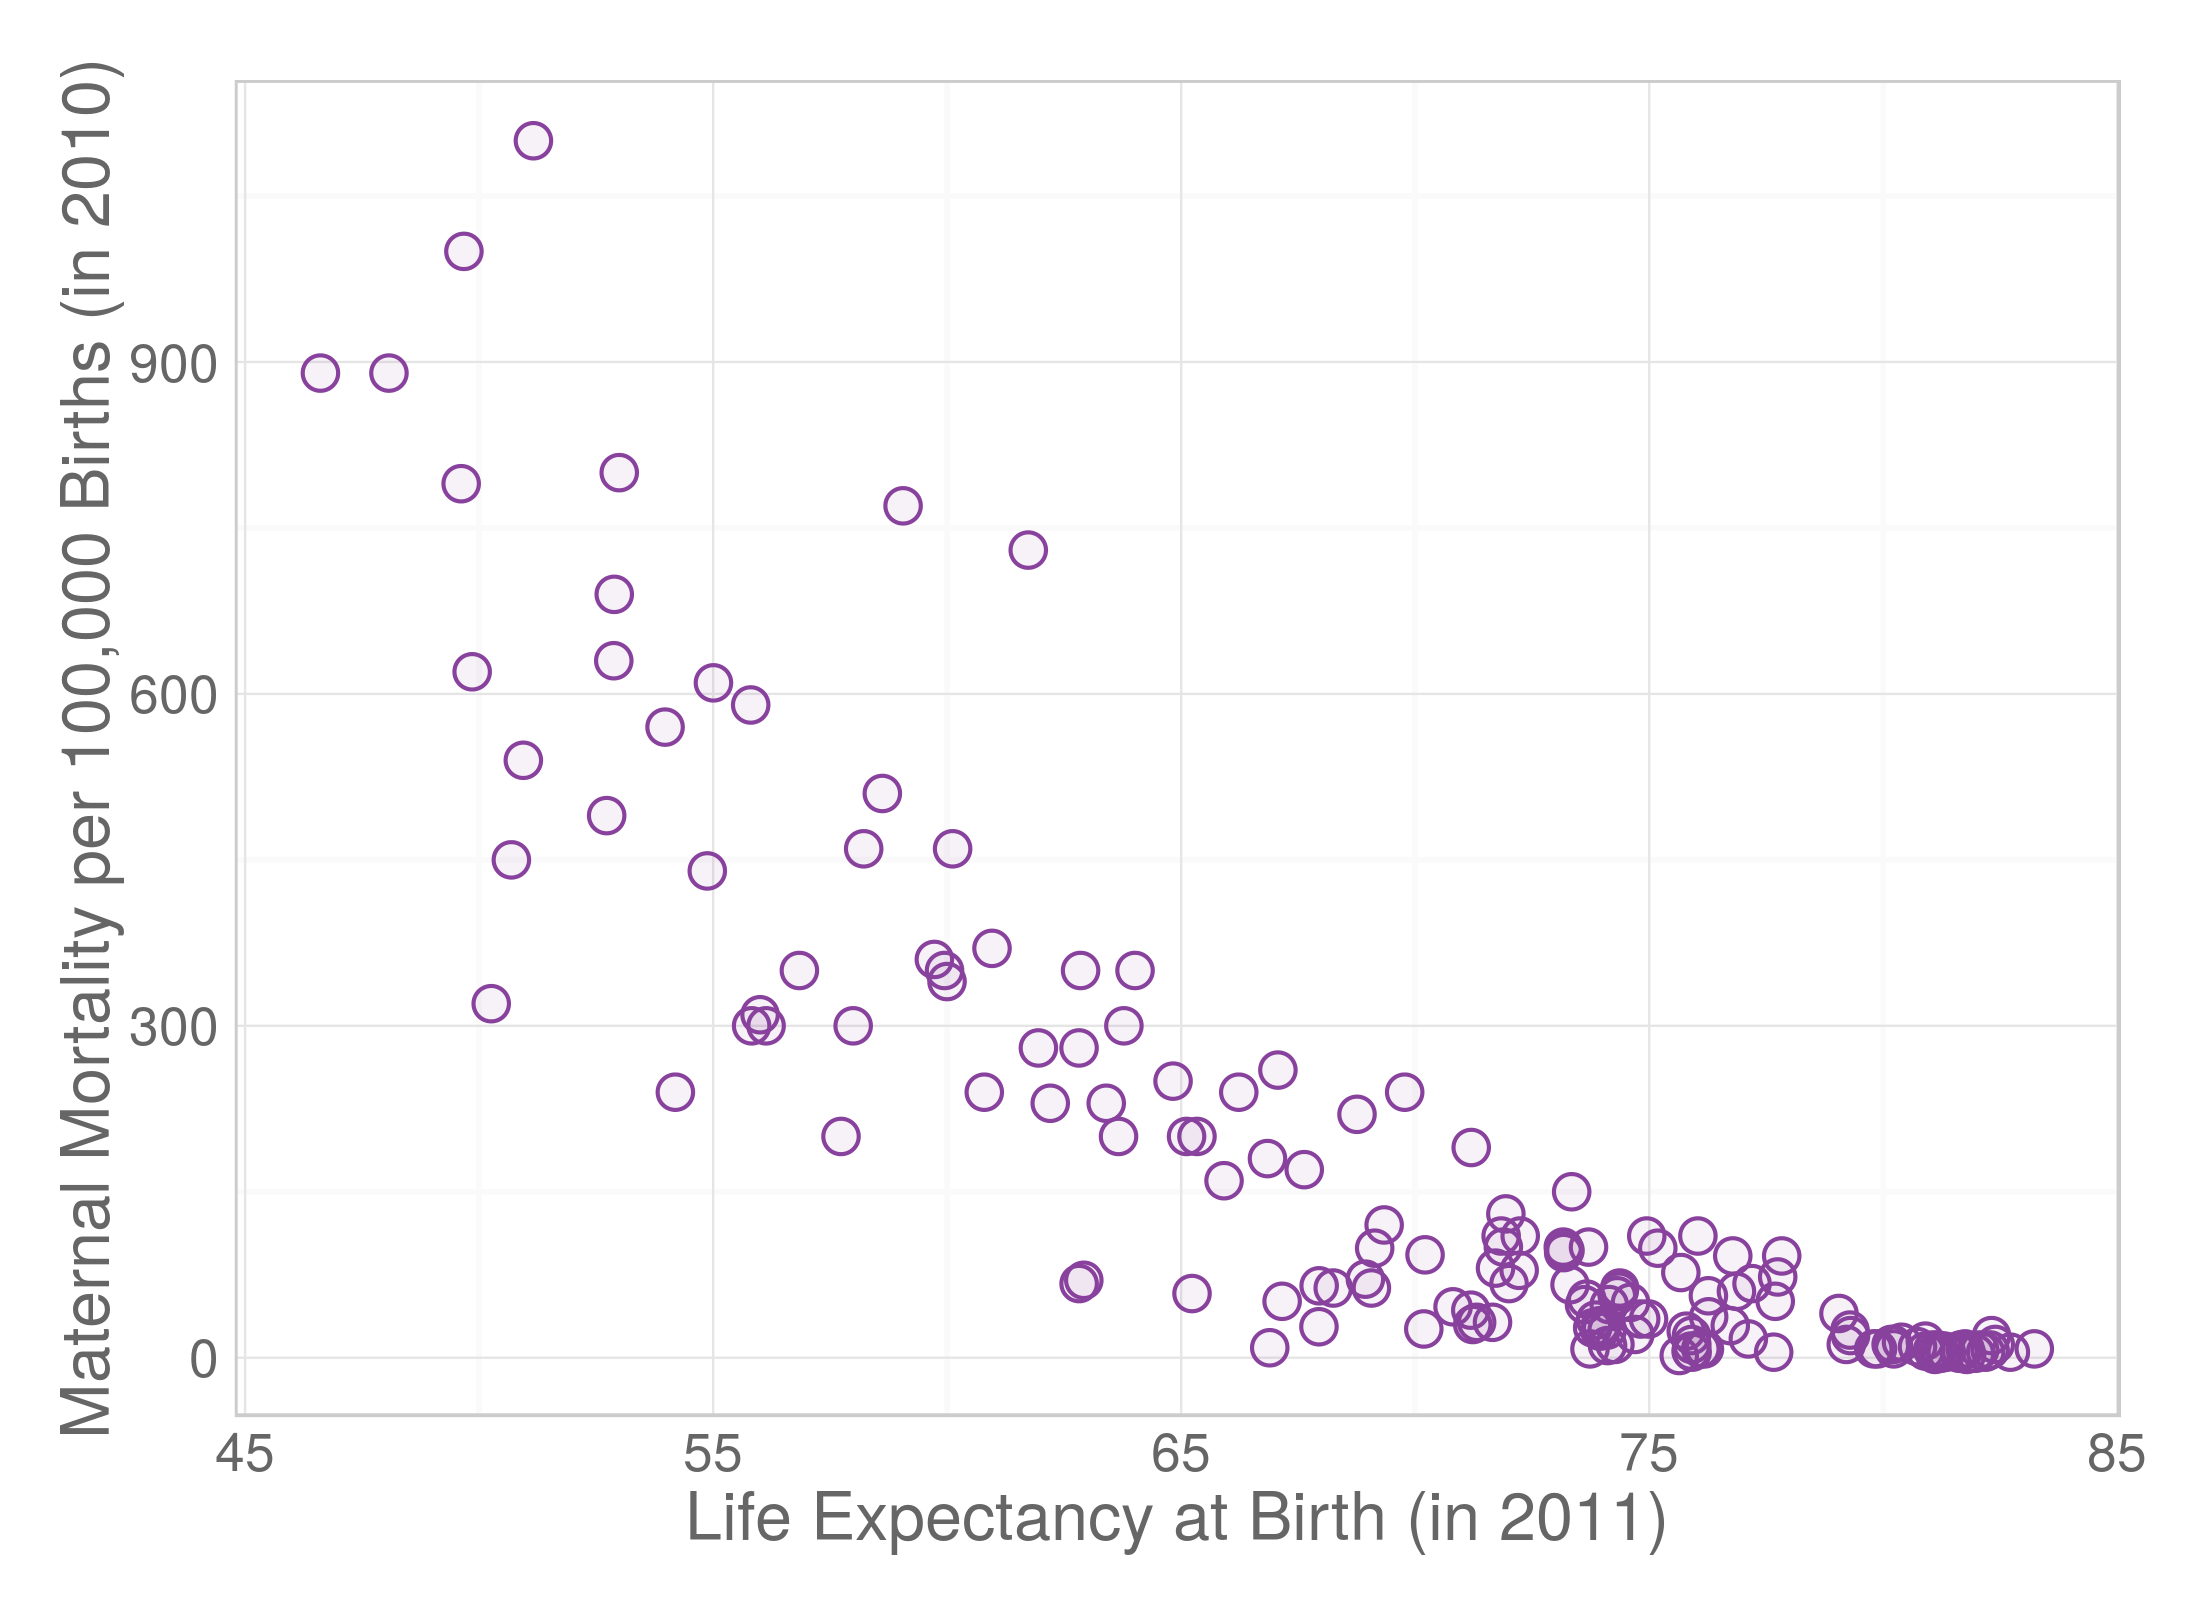 Maternal Mortality per 100,000 Births (in 2010)
900
600
300
0
45 55 65 75 85
Life Expectancy at Birth (in 2011)